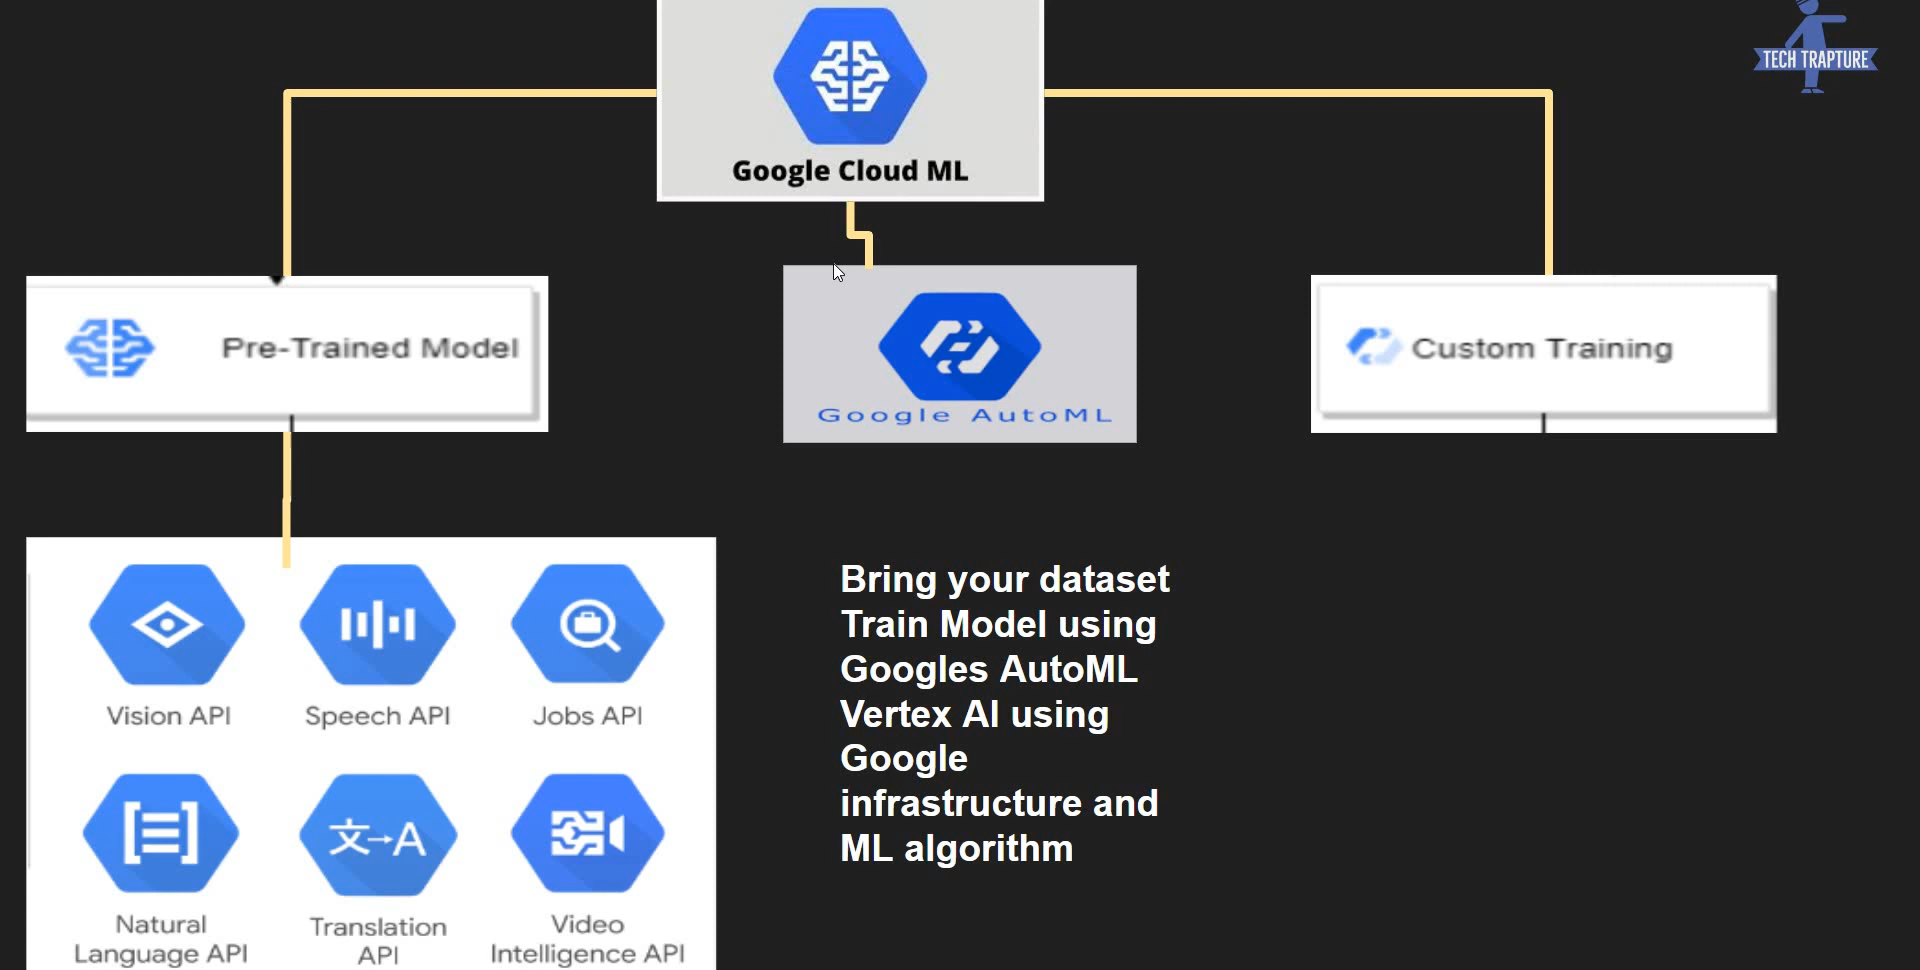 TECH TRAPTURE
Google Cloud ML
Pre-Trained Model
Google AutoML
Custom Training
Vision API
Speech API
Jobs API
文→A
Natural
Language API
Translation
API
Video
Intelligence API
Bring your dataset
Train Model using
Googles AutoML
Vertex AI using
Google
infrastructure and
ML algorithm